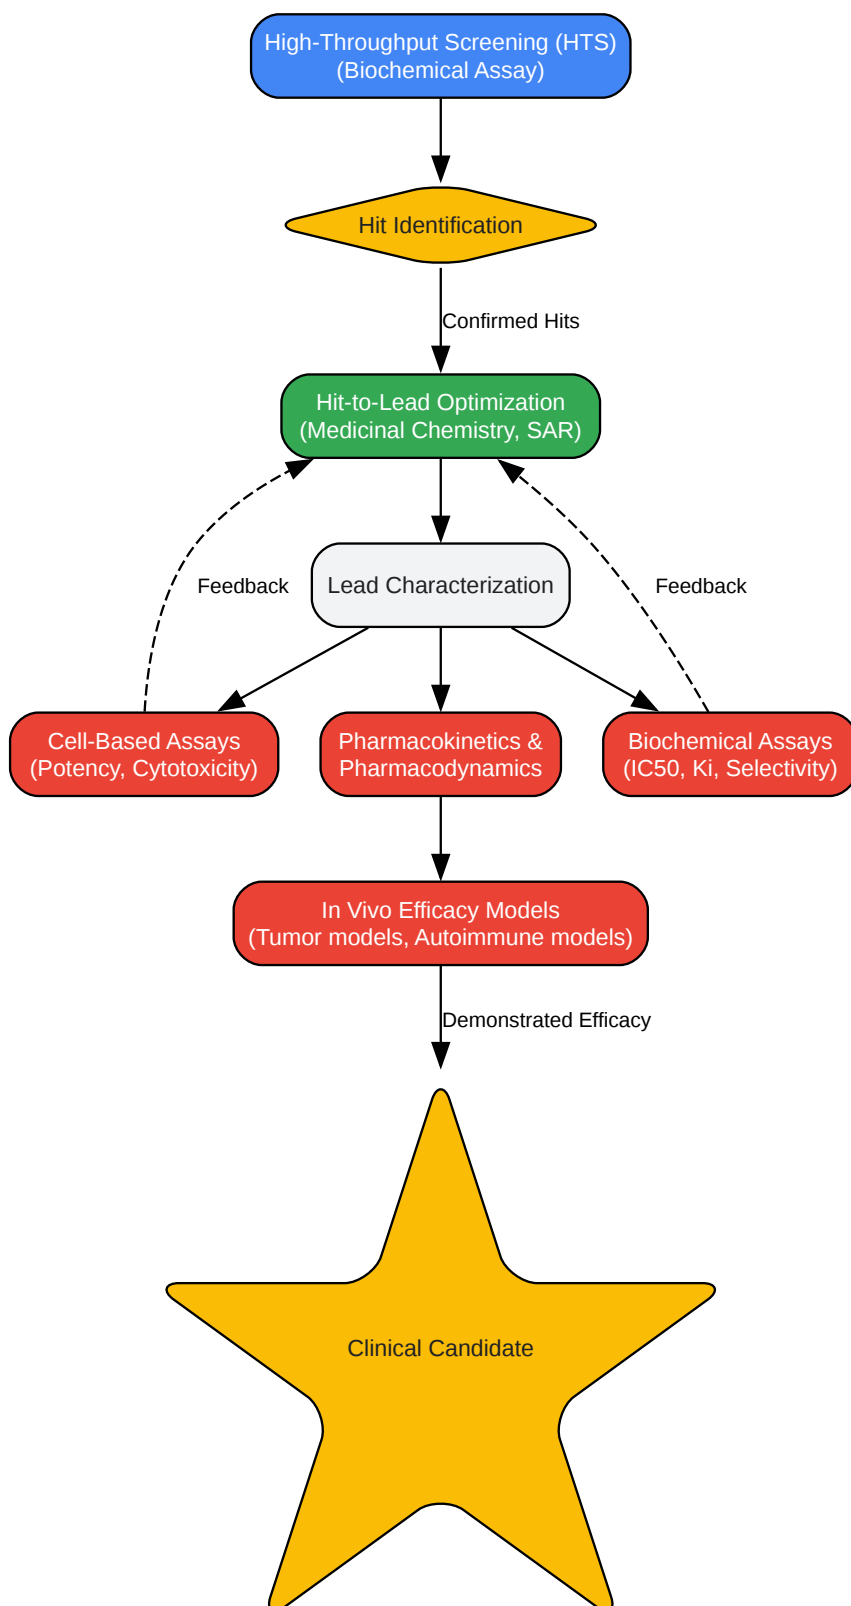 High-Throughput Screening (HTS)
(Biochemical Assay)
Hit Identification
Confirmed Hits
Hit-to-Lead Optimization
(Medicinal Chemistry, SAR)
Feedback
Feedback
Lead Characterization
Cell-Based Assays
(Potency, Cytotoxicity)
Pharmacokinetics &
Pharmacodynamics
Biochemical Assays
(IC50, Ki, Selectivity)
In Vivo Efficacy Models
(Tumor models, Autoimmune models)
Demonstrated Efficacy
Clinical Candidate